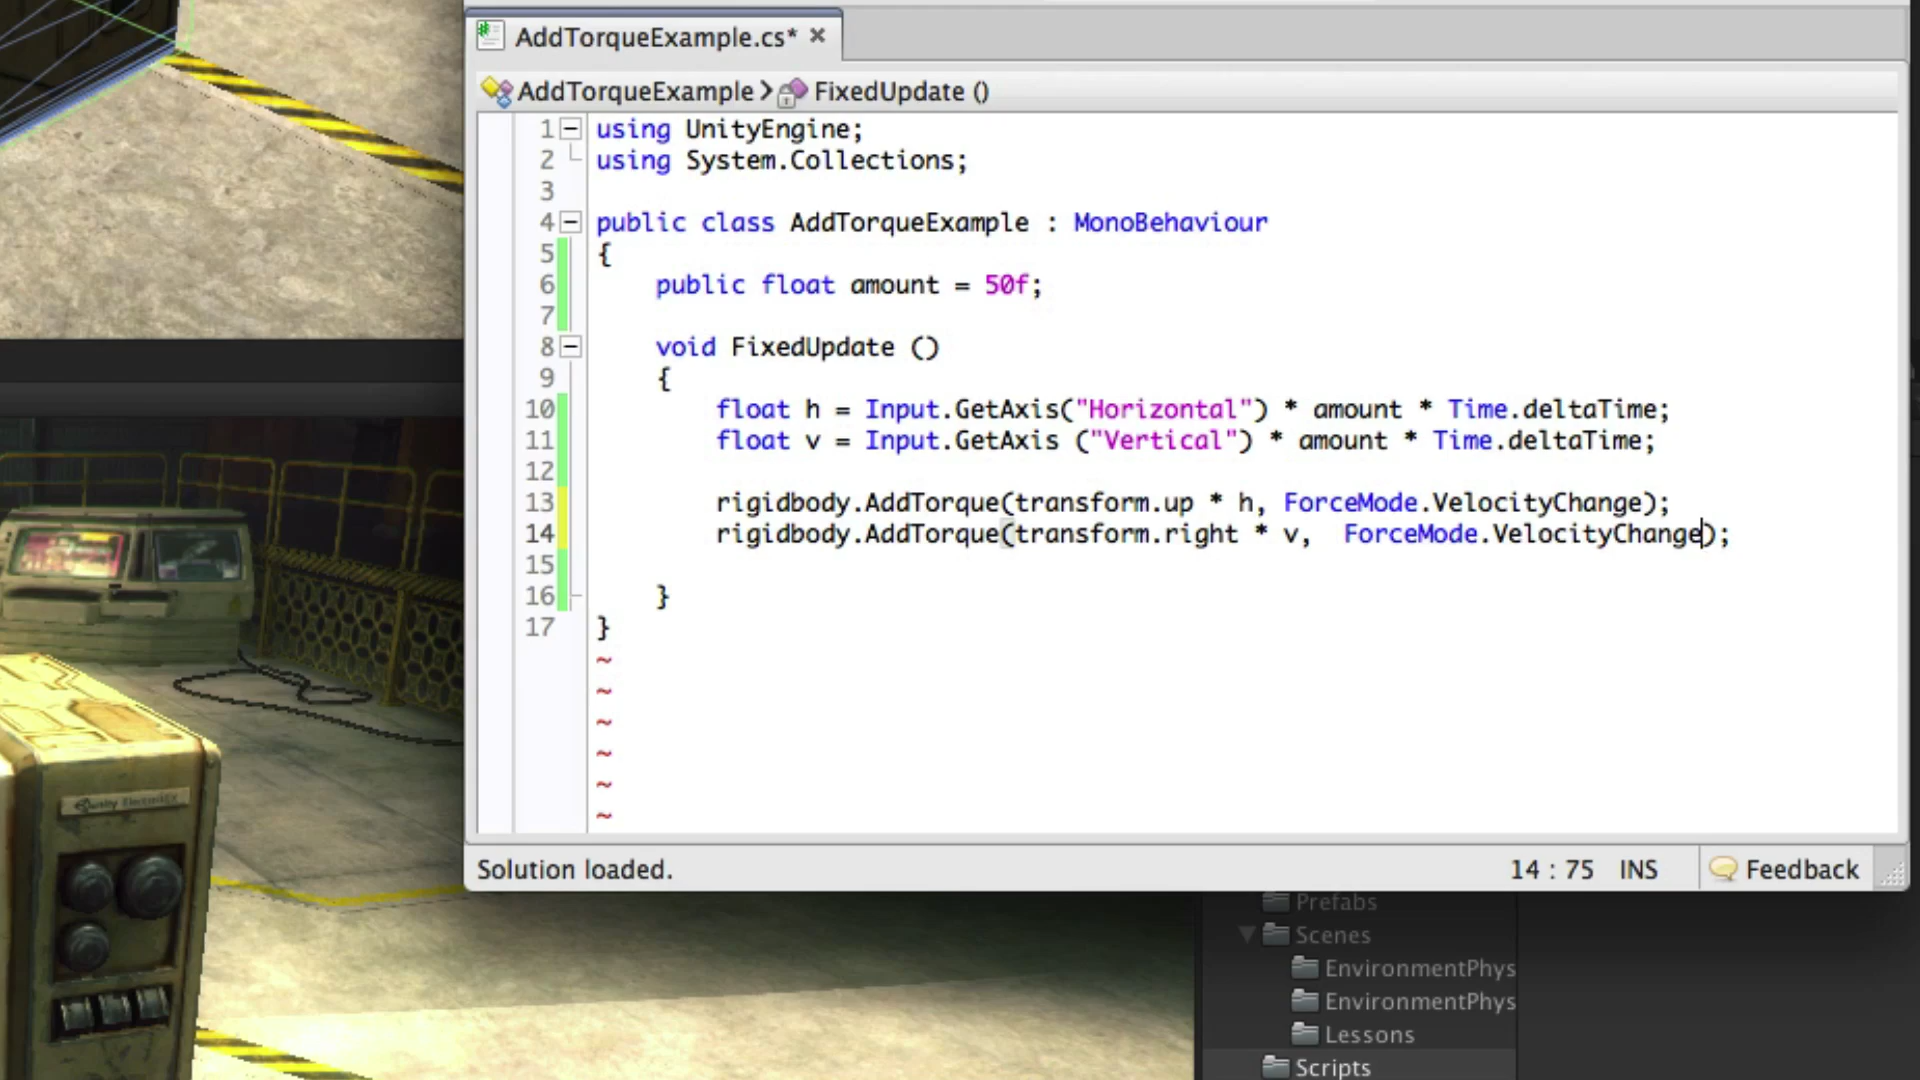 AddTorqueExample.cs*
AddTorqueExample > FixedUpdate ()
1 using UnityEngine;
2 using System.Collections;
3
4 public class AddTorqueExample : MonoBehaviour
5 {
6 public float amount = 50f;
7
8 void FixedUpdate ()
9 {
10 float h = Input.GetAxis("Horizontal") * amount * Time.deltaTime;
11 float v = Input.GetAxis ("Vertical") * amount * Time.deltaTime;
12
13 rigidbody.AddTorque(transform.up * h, ForceMode.VelocityChange);
14 rigidbody.AddTorque(transform.right * v,  ForceMode.VelocityChange);
15
16 }
17 }
~
~
~
~
~
~
Solution loaded. 14 : 75 INS Feedback
Prefabs
Scenes
EnvironmentPhys
EnvironmentPhys
Lessons
Scripts